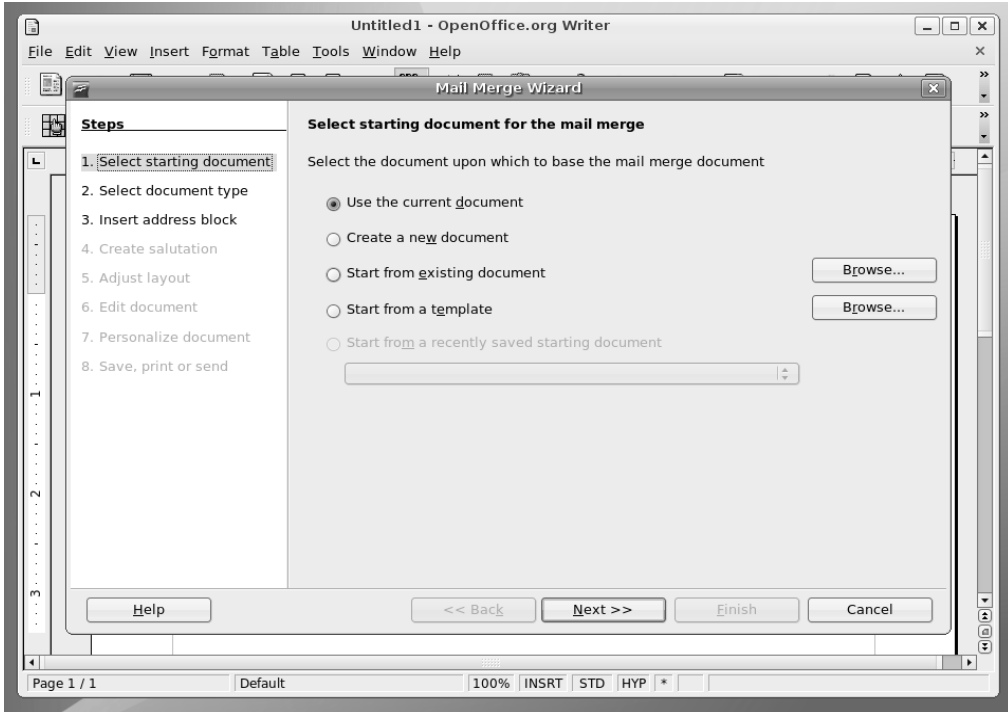 Untitled1 - OpenOffice.org Writer
File Edit View Insert Format Table Tools Window Help
Mail Merge Wizard
Steps
1. Select starting document
2. Select document type
3. Insert address block
4. Create salutation
5. Adjust layout
6. Edit document
7. Personalize document
8. Save, print or send
Select starting document for the mail merge
Select the document upon which to base the mail merge document
Use the current document
Create a new document
Start from existing document Browse...
Start from a template Browse...
Start from a recently saved starting document
1
2
3
Help << Back Next >> Finish Cancel
Page 1 / 1 Default 100% INSRT STD HYP *